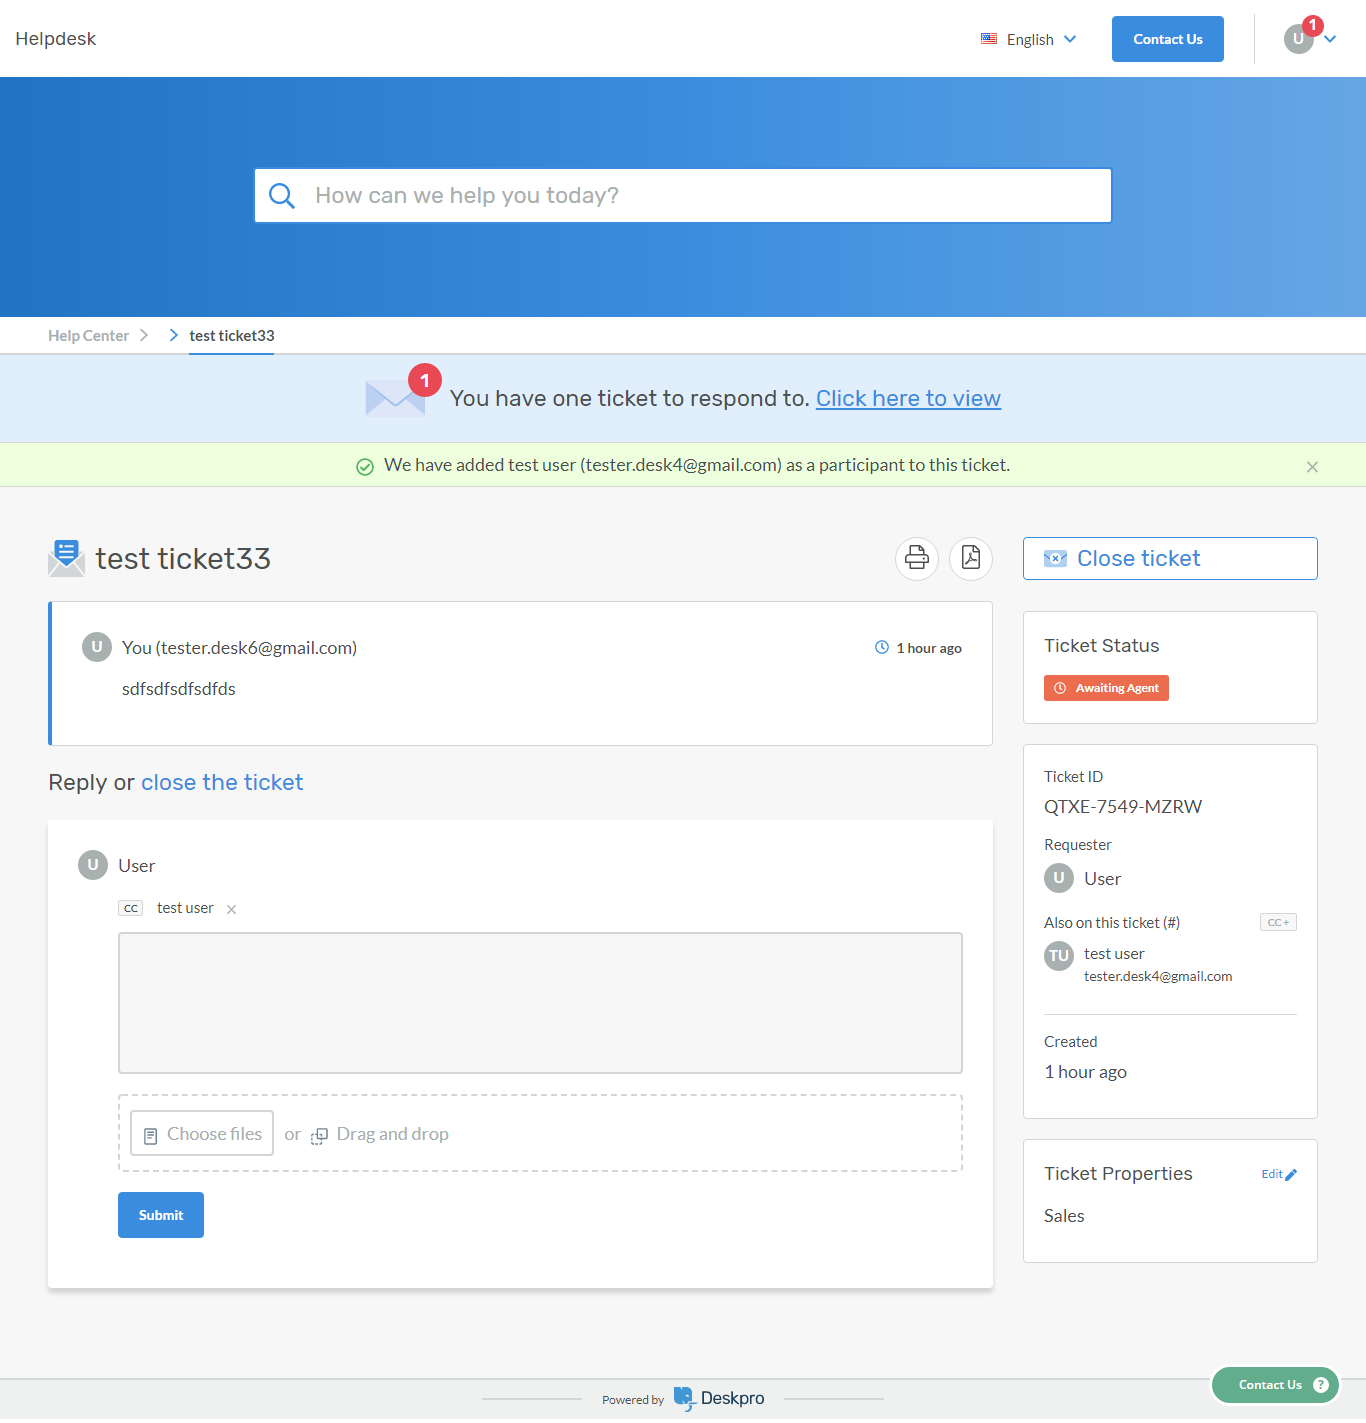 Helpdesk
English
Contact Us
U
1
How can we help you today?
Help Center
test ticket33
1
You have one ticket to respond to. Click here to view
We have added test user (tester.desk4@gmail.com) as a participant to this ticket.
test ticket33
U
You (tester.desk6@gmail.com)
1 hour ago
sdfsdfsdfsdfds
Reply or close the ticket
U
User
CC
test user
Choose files
or
Drag and drop
Submit
Close ticket
Ticket Status
Awaiting Agent
Ticket ID
QTXE-7549-MZRW
Requester
U
User
Also on this ticket (#)
CC +
TU
test user
tester.desk4@gmail.com
Created
1 hour ago
Ticket Properties
Edit
Sales
Powered by
Deskpro
Contact Us
?